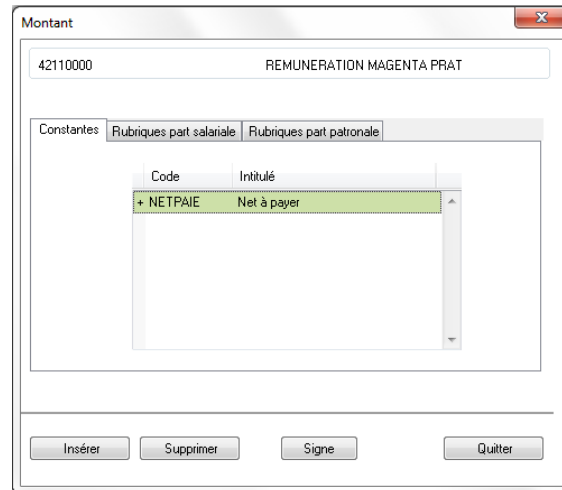 Montant
42110000 REMUNERATION MAGENTA PRAT
Constantes Rubriques part salariale Rubriques part patronale
Code Intitulé
+ NETPAIE Net à payer
Insérer Supprimer Signe Quitter